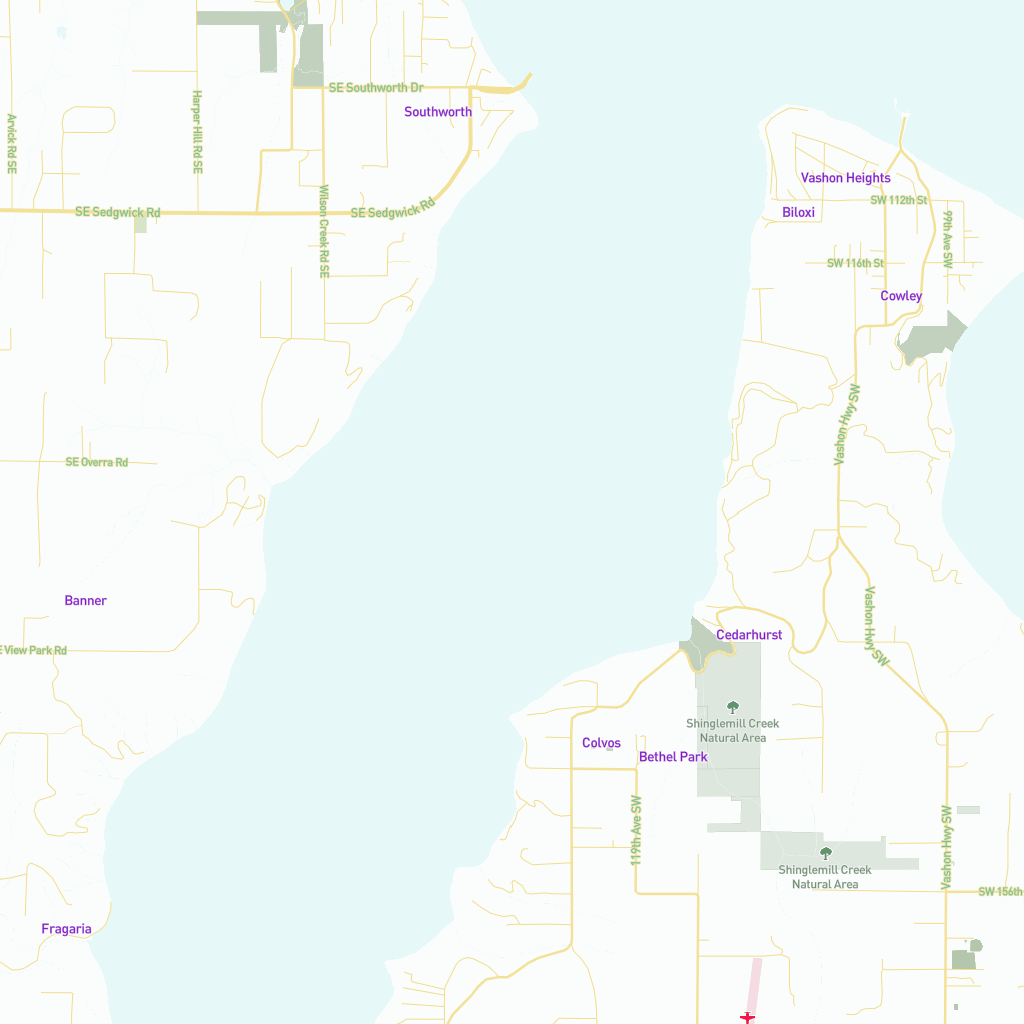 SE Southworth Dr
Southworth
Harper Hill Rd SE
Arvick Rd SE
Vashon Heights
SW 112th St
Biloxi
SE Sedgwick Rd
SE Sedgwick Rd
Wilson Creek Rd SE
99th Ave SW
SW 116th St
Cowley
Vashon Hwy SW
SE Overra Rd
Banner
Vashon Hwy SW
Cedarhurst
E View Park Rd
Shinglemill Creek
Natural Area
Colvos
Bethel Park
119th Ave SW
Vashon Hwy SW
Shinglemill Creek
Natural Area
SW 156th
Fragaria